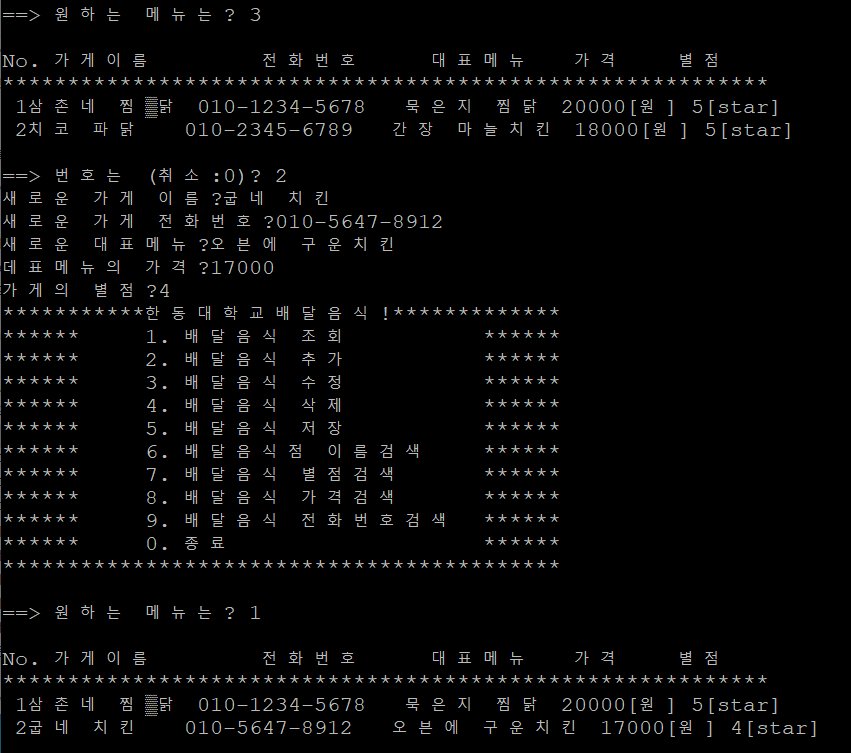 ==> 원하는 메뉴는? 3
No. 가게이름 전화번호 대표메뉴 가격 별점
***********************************************************
1삼촌네 찜▒닭 010-1234-5678 묵은지 찜닭 20000[원] 5[star]
2치코파닭 010-2345-6789 간장 마늘치킨 18000[원] 5[star]
==> 번호는 (취소:0)? 2
새로운 가게 이름?굽네 치킨
새로운 가게 전화번호?010-5647-8912
새로운 대표메뉴?오븐에 구운치킨
데표메뉴의 가격?17000
가게의 별점?4
***********한동대학교배달음식!*************
****** 1. 배달음식 조회 ******
****** 2. 배달음식 추가 ******
****** 3. 배달음식 수정 ******
****** 4. 배달음식 삭제 ******
****** 5. 배달음식 저장 ******
****** 6. 배달음식점 이름검색 ******
****** 7. 배달음식 별점검색 ******
****** 8. 배달음식 가격검색 ******
****** 9. 배달음식 전화번호검색 ******
****** 0. 종료 ******
*******************************************
==> 원하는 메뉴는? 1
No. 가게이름 전화번호 대표메뉴 가격 별점
***********************************************************
1삼촌네 찜▒닭 010-1234-5678 묵은지 찜닭 20000[원] 5[star]
2굽네 치킨 010-5647-8912 오븐에 구운치킨 17000[원] 4[star]